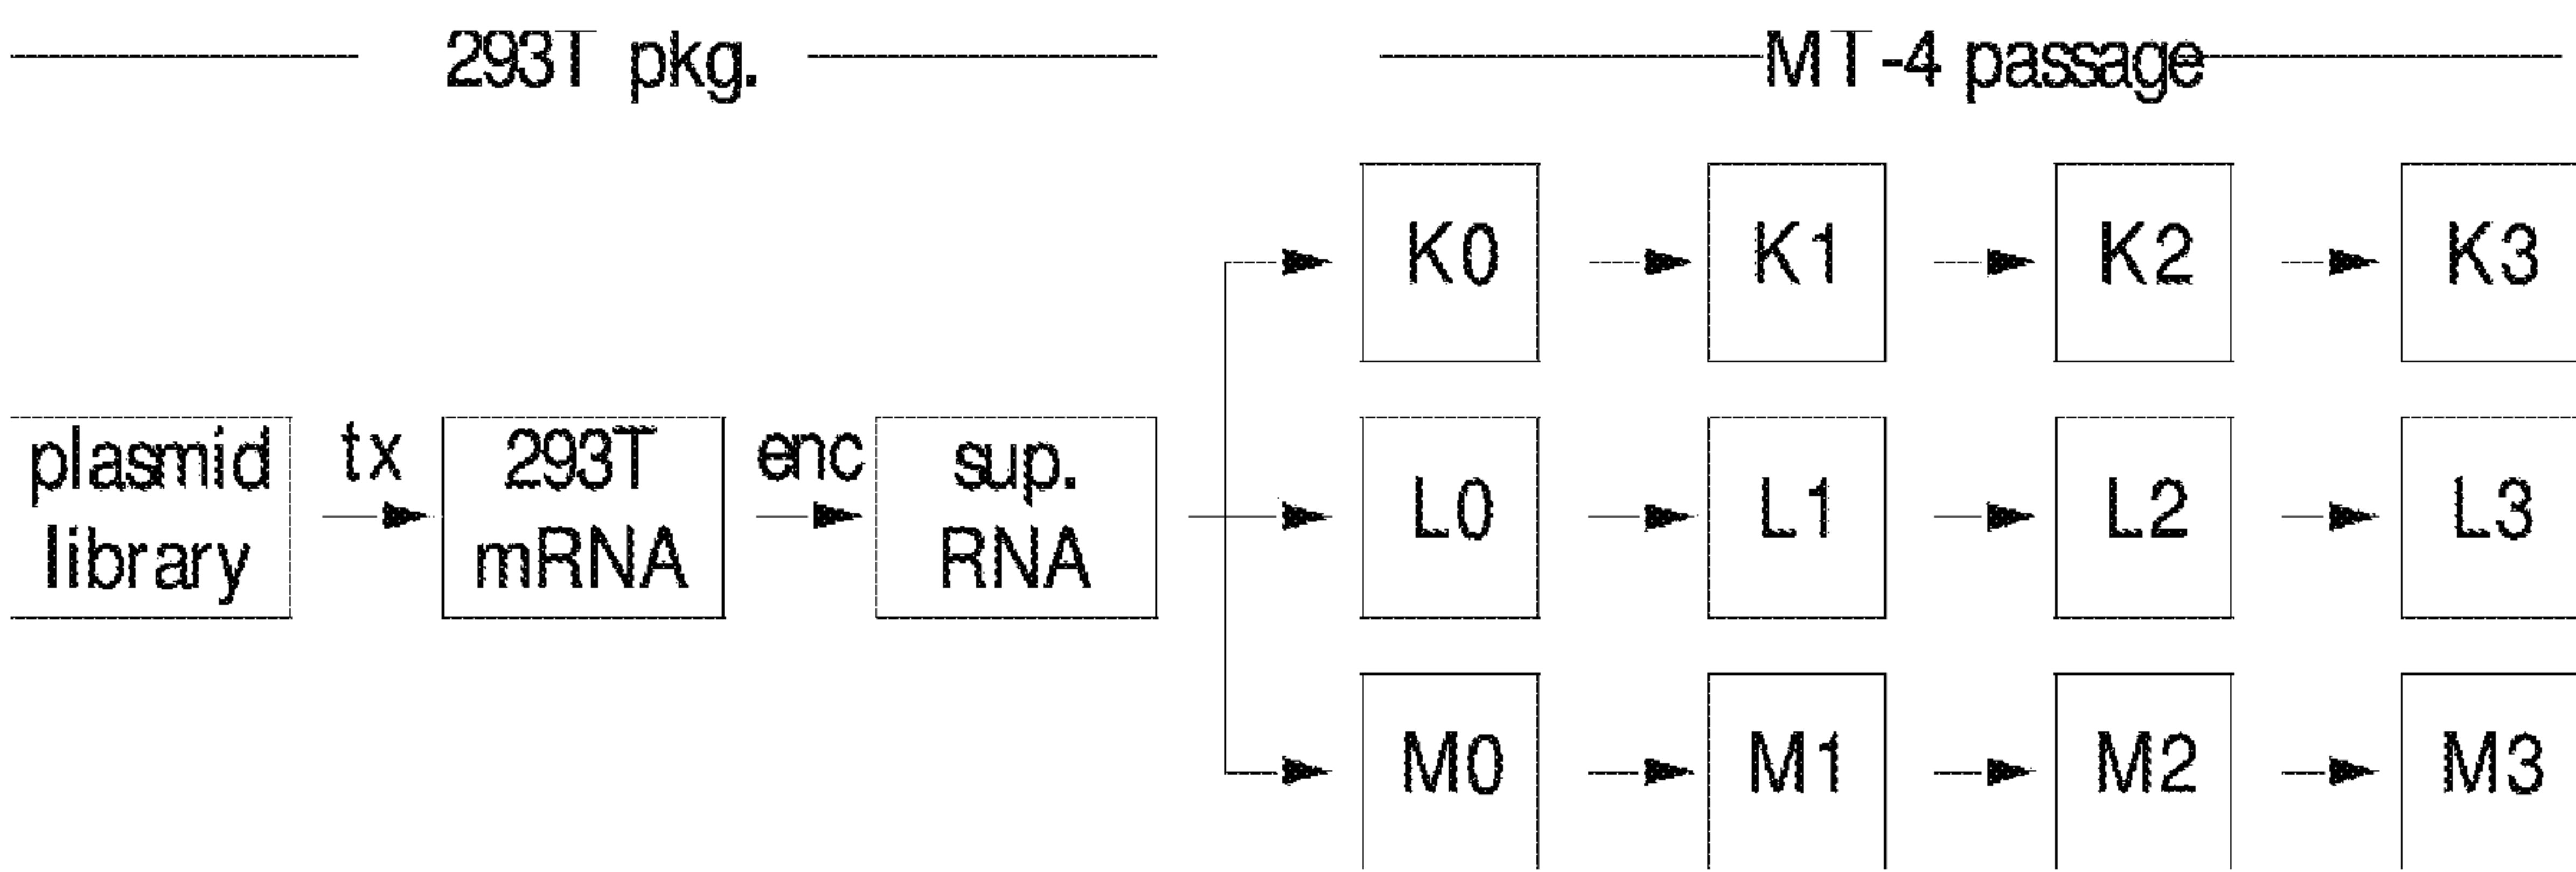 293T pkg.
MT-4 passage
K0
K1
K2
K3
plasmid
library
tx
293T
mRNA
enc
sup.
RNA
L0
L1
L2
L3
M0
M1
M2
M3